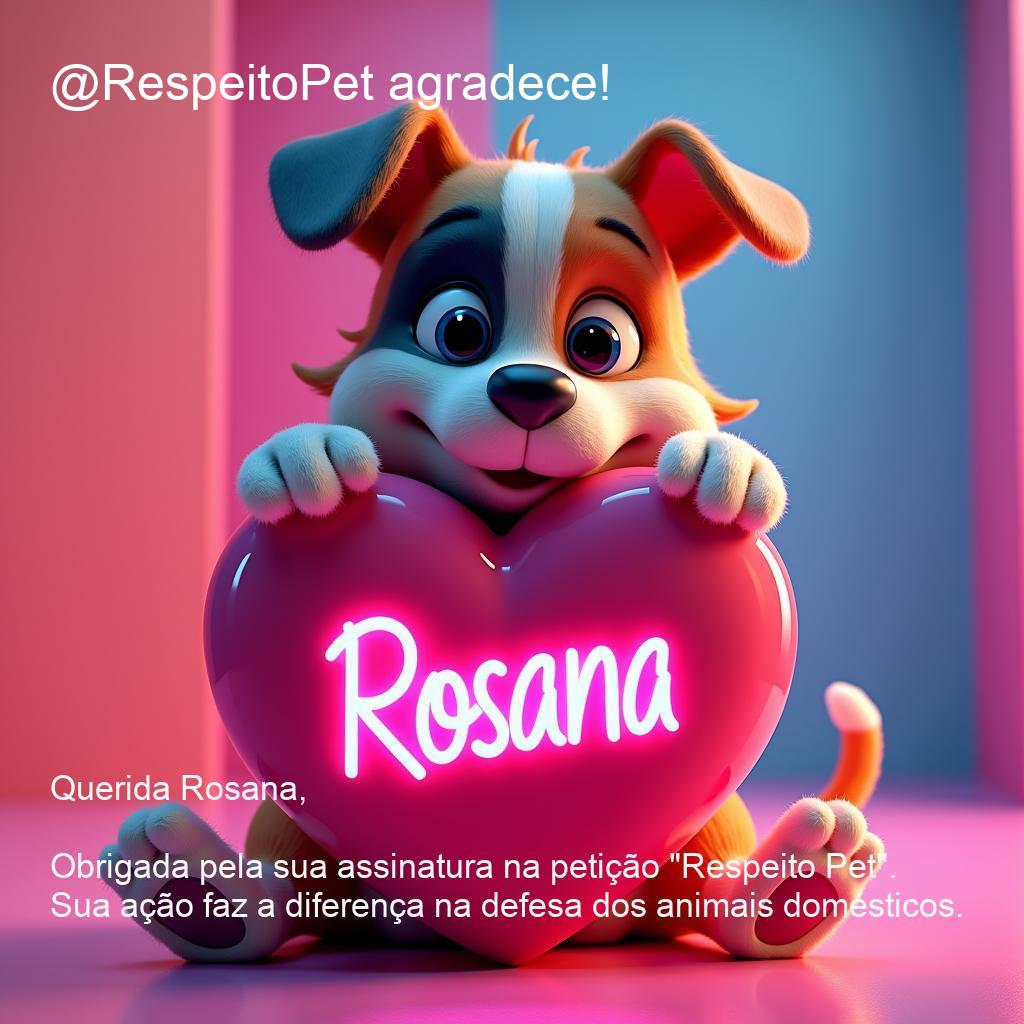 @RespeitoPet agradece!
Rosana
Querida Rosana,
Obrigada pela sua assinatura na petição "Respeito Pet".
Sua ação faz a diferença na defesa dos animais domésticos.